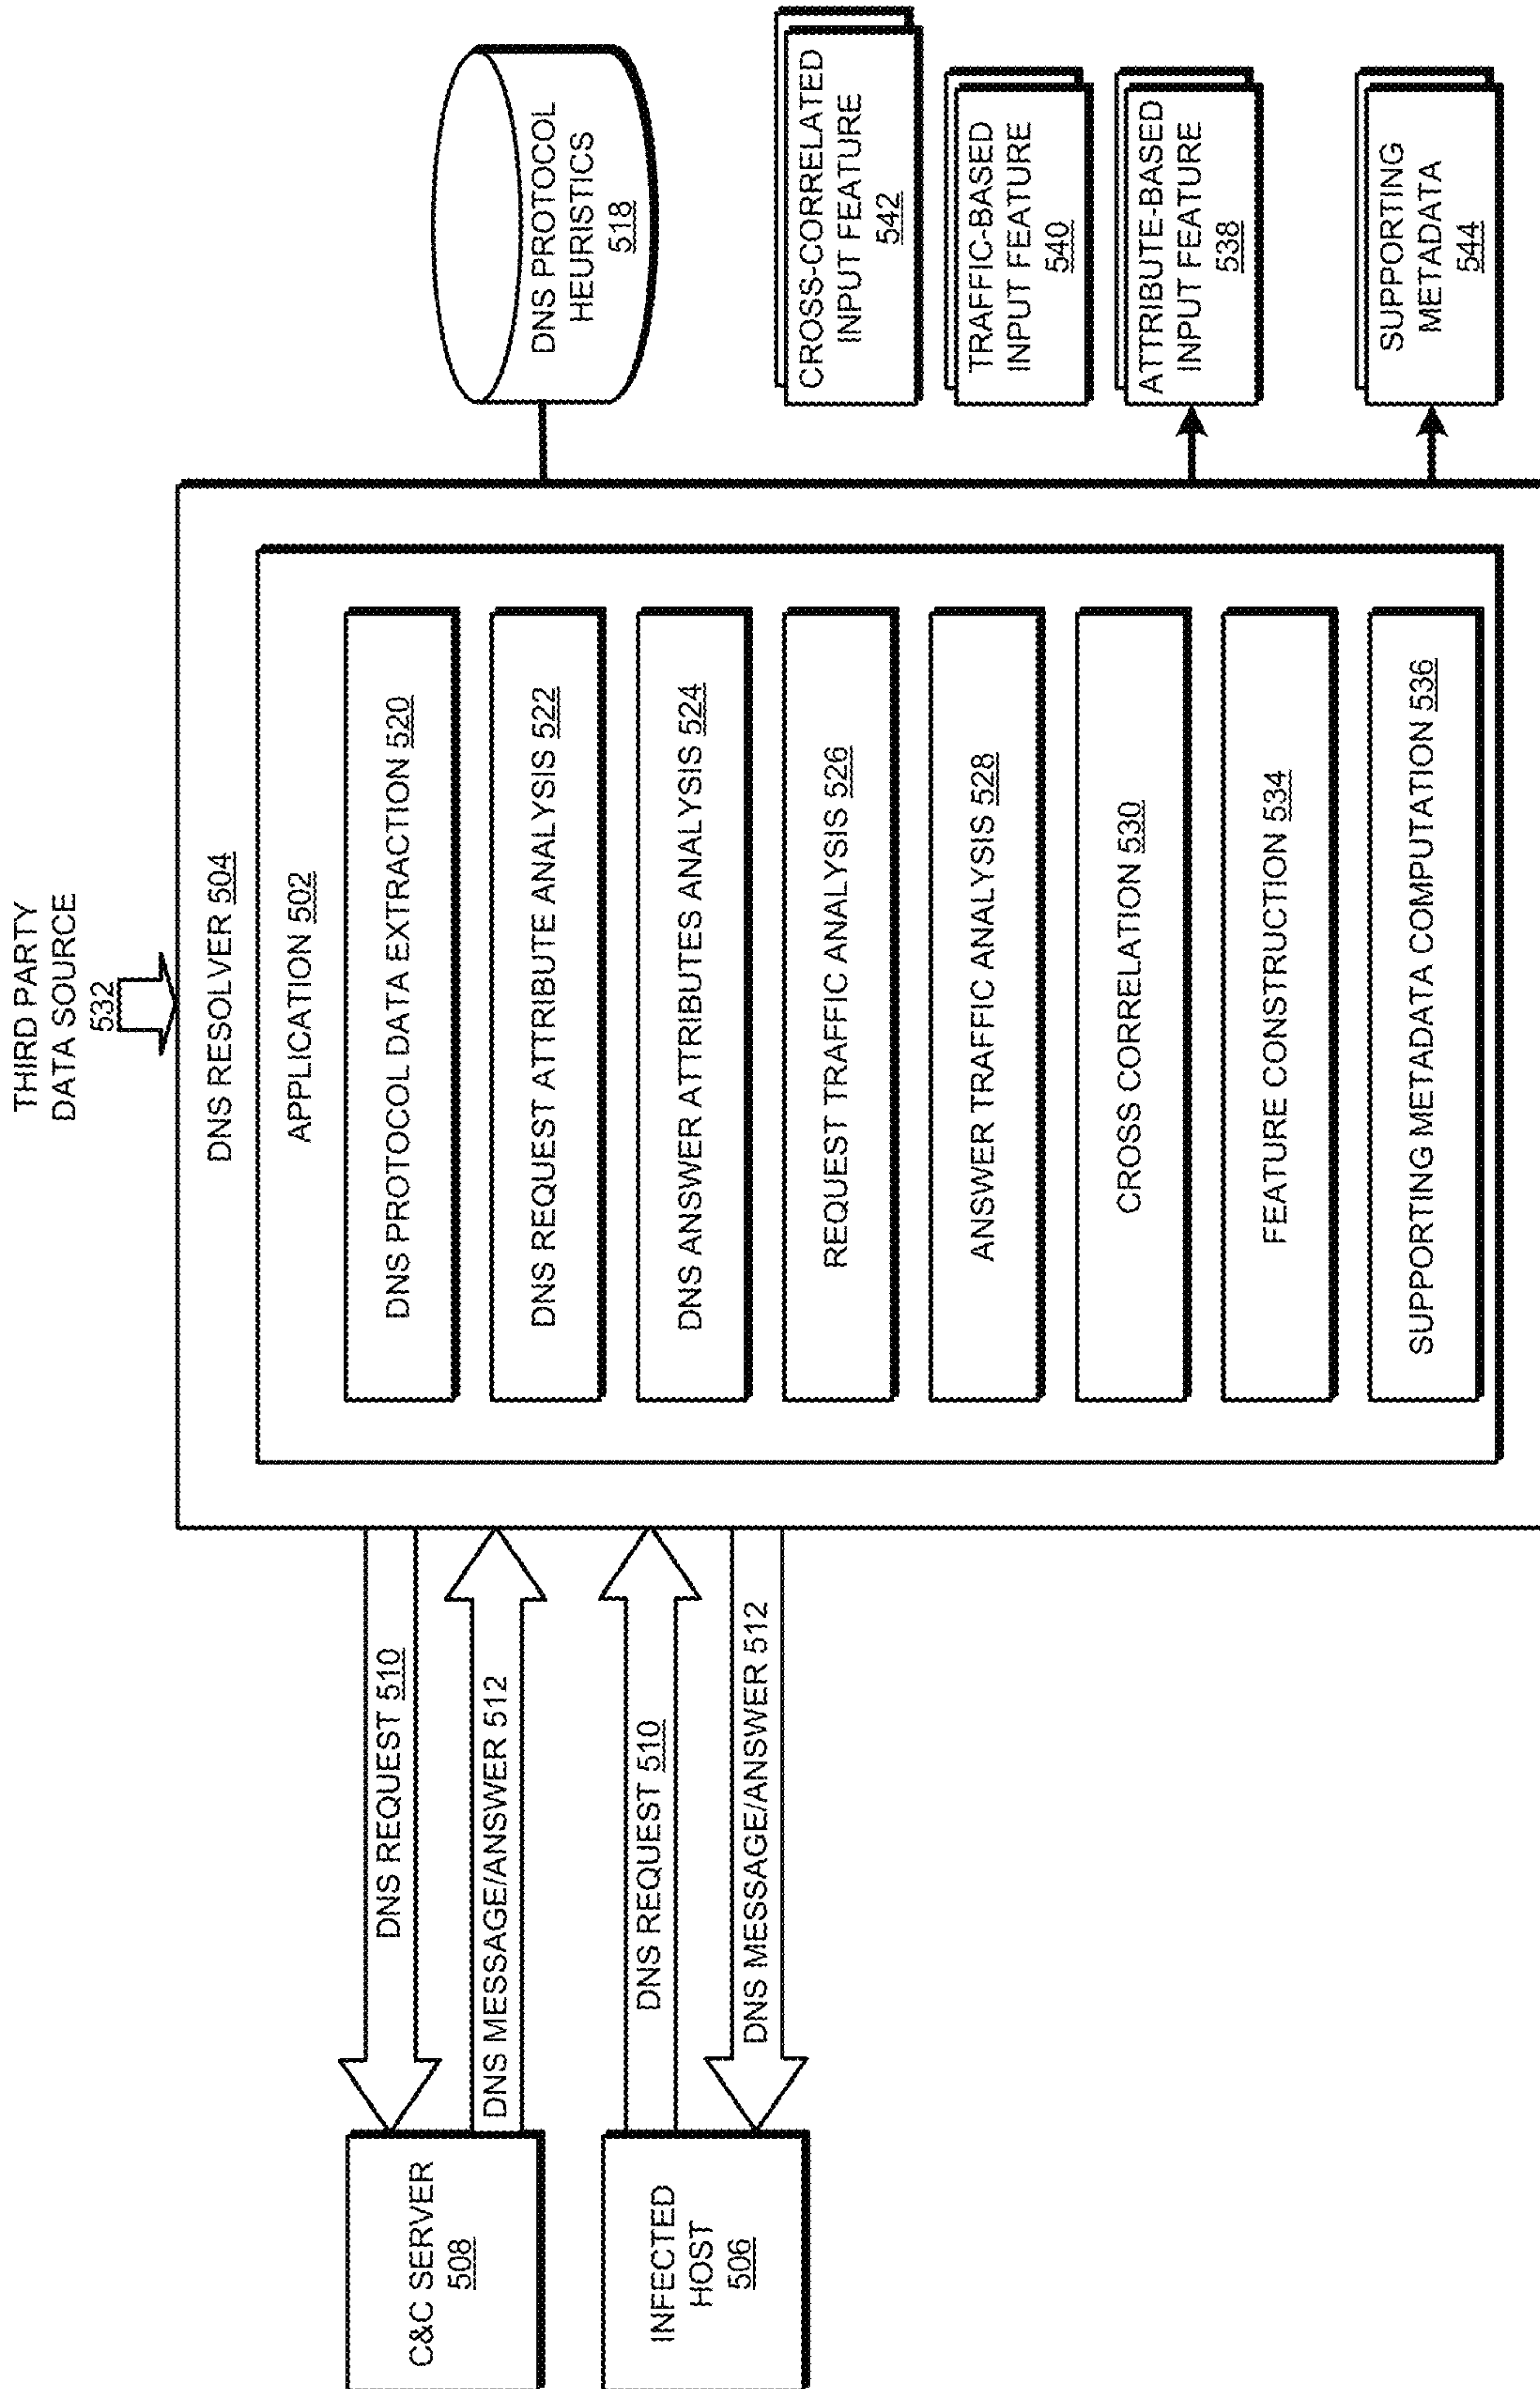 THIRD PARTY
DATA SOURCE
532
DNS RESOLVER 504
APPLICATION 502
DNS PROTOCOL DATA EXTRACTION 520
DNS REQUEST ATTRIBUTE ANALYSIS 522
DNS ANSWER ATTRIBUTES ANALYSIS 524
REQUEST TRAFFIC ANALYSIS 526
ANSWER TRAFFIC ANALYSIS 528
CROSS CORRELATION 530
FEATURE CONSTRUCTION 534
SUPPORTING METADATA COMPUTATION 536
C&C SERVER
508
DNS REQUEST 510
DNS MESSAGE/ANSWER 512
INFECTED
HOST
506
DNS REQUEST 510
DNS MESSAGE/ANSWER 512
DNS PROTOCOL
HEURISTICS
518
CROSS-CORRELATED
INPUT FEATURE
542
TRAFFIC-BASED
INPUT FEATURE
540
ATTRIBUTE-BASED
INPUT FEATURE
538
SUPPORTING
METADATA
544